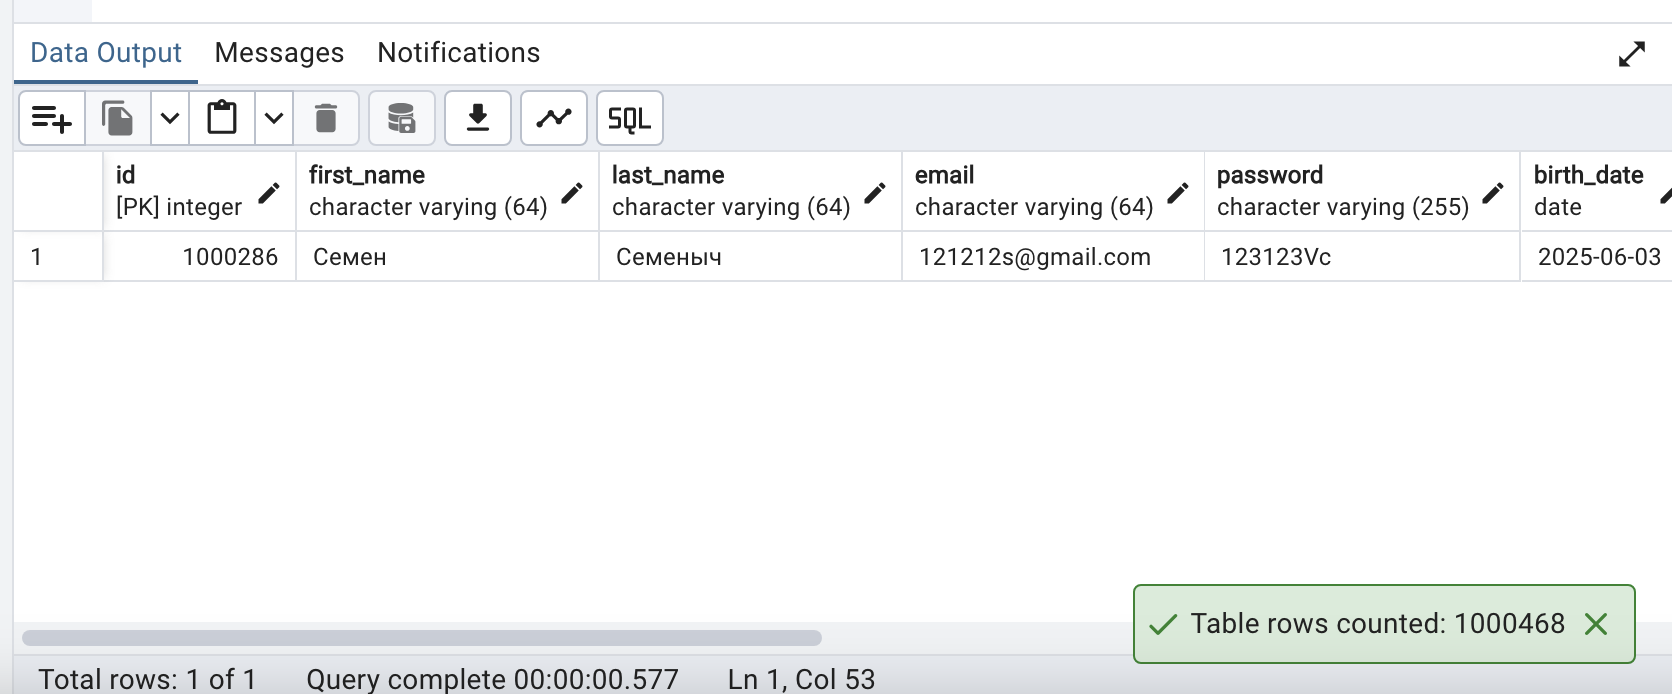 Data Output Messages Notifications
SQL
id first_name last_name email password birth_date
[PK] integer character varying (64) character varying (64) character varying (64) character varying (255) date
1 1000286 Семен Семеныч 121212s@gmail.com 123123Vc 2025-06-03
Table rows counted: 1000468
Total rows: 1 of 1 Query complete 00:00:00.577 Ln 1, Col 53